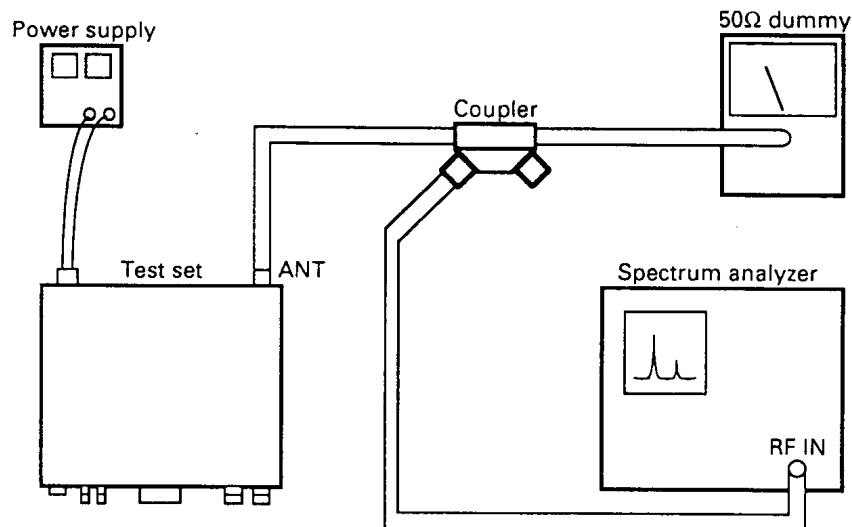 Power supply
50Ω dummy
Coupler
Test set
ANT
Spectrum analyzer
RF IN